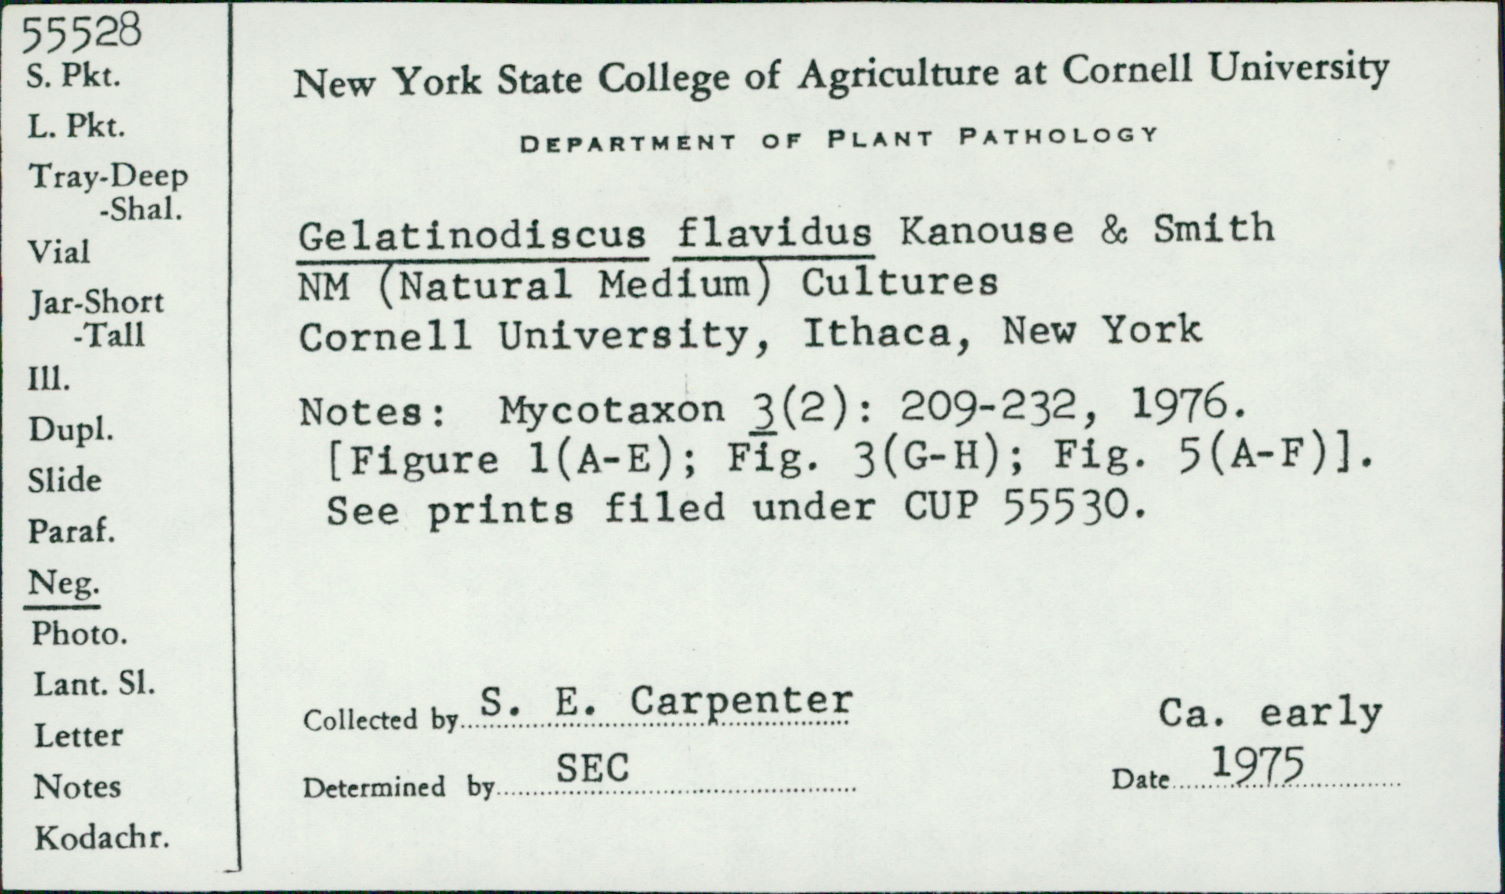 55528
S. Pkt.
L. Pkt.
Tray-Deep
-Shal.
Vial
Jar-Short
-Tall
Ill.
Dupl.
Slide
Paraf.
Neg.
Photo.
Lant. Sl.
Letter
Notes
Kodachr.
New York State College of Agriculture at Cornell University
DEPARTMENT OF PLANT PATHOLOGY
Gelatinodiscus flavidus Kanouse & Smith
NM (Natural Medium) Cultures
Cornell University, Ithaca, New York
Notes: Mycotaxon 3(2): 209-232, 1976.
[Figure 1(A-E); Fig. 3(G-H); Fig. 5(A-F)].
See prints filed under CUP 55530.
Collected by S. E. Carpenter
Determined by SEC
Ca. early
Date 1975